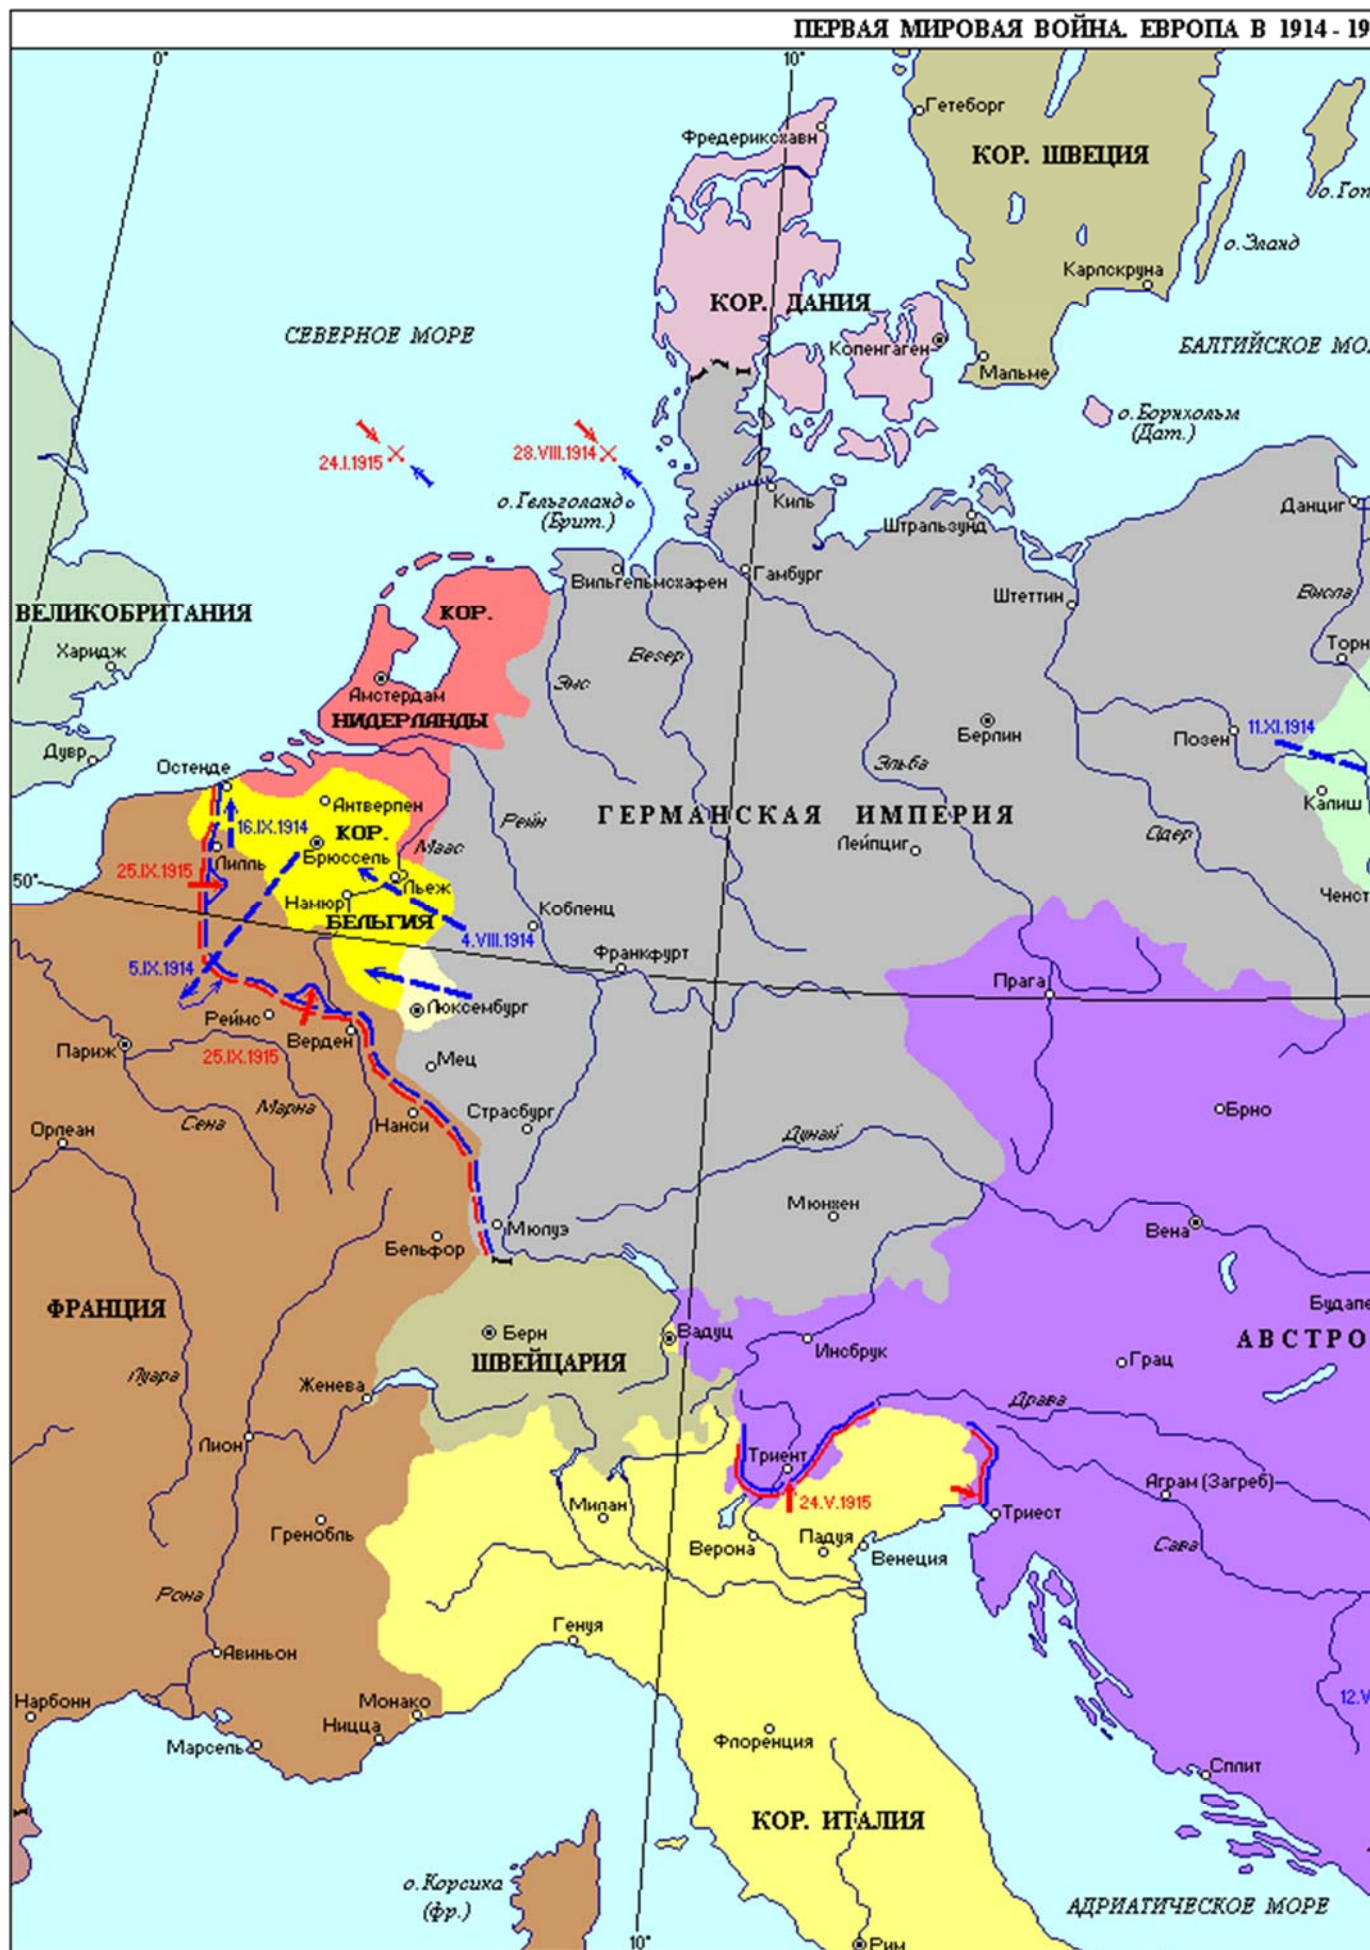 ПЕРВАЯ МИРОВАЯ ВОЙНА. ЕВРОПА В 1914 - 19
0°
10°
Гетеборг
Фредериксхавн
КОР. ШВЕЦИЯ
о.Гот
о.Эланд
Карлскруна
КОР. ДАНИЯ
СЕВЕРНОЕ МОРЕ
Копенгаген
БАЛТИЙСКОЕ МО
Мальме
о.Борнхольм
(Дат.)
24.I.1915
28.VIII.1914
о.Гельголанд
(Брит.)
Киль
Штральзунд
Данциг
Вильгельмсхафен
Гамбург
Штеттин
Висла
ВЕЛИКОБРИТАНИЯ
КОР.
Харидж
Везер
Торн
Эмс
Амстердам
НИДЕРЛАНДЫ
Берлин
Позен
11.XI.1914
Дувр
Остенде
Эльба
Антверпен
Калиш
16.IX.1914
КОР.
Рейн
ГЕРМАНСКАЯ ИМПЕРИЯ
Одер
Лилль
Брюссель
Маас
Лейпциг
25.IX.1915
50°
Льеж
Намюр
Ченст
БЕЛЬГИЯ
Кобленц
4.VIII.1914
5.IX.1914
Франкфурт
Прага
Люксембург
Реймс
Верден
Париж
25.IX.1915
Мец
Марна
Сена
Нанси
Страсбург
Брно
Орлеан
Дунай
Мюнхен
Мюлуз
Вена
Бельфор
ФРАНЦИЯ
Будапе
Берн
Вадуц
Инсбрук
АВСТРО
ШВЕЙЦАРИЯ
Грац
Луара
Женева
Драва
Лион
Триент
Аграм (Загреб)
Милан
24.V.1915
Триест
Гренобль
Верона
Падуя
Венеция
Сава
Рона
Генуя
Авиньон
Нарбонн
Монако
12.V
Ницца
Марсель
Флоренция
Сплит
КОР. ИТАЛИЯ
о.Корсика
(фр.)
АДРИАТИЧЕСКОЕ МОРЕ
10°
Рим